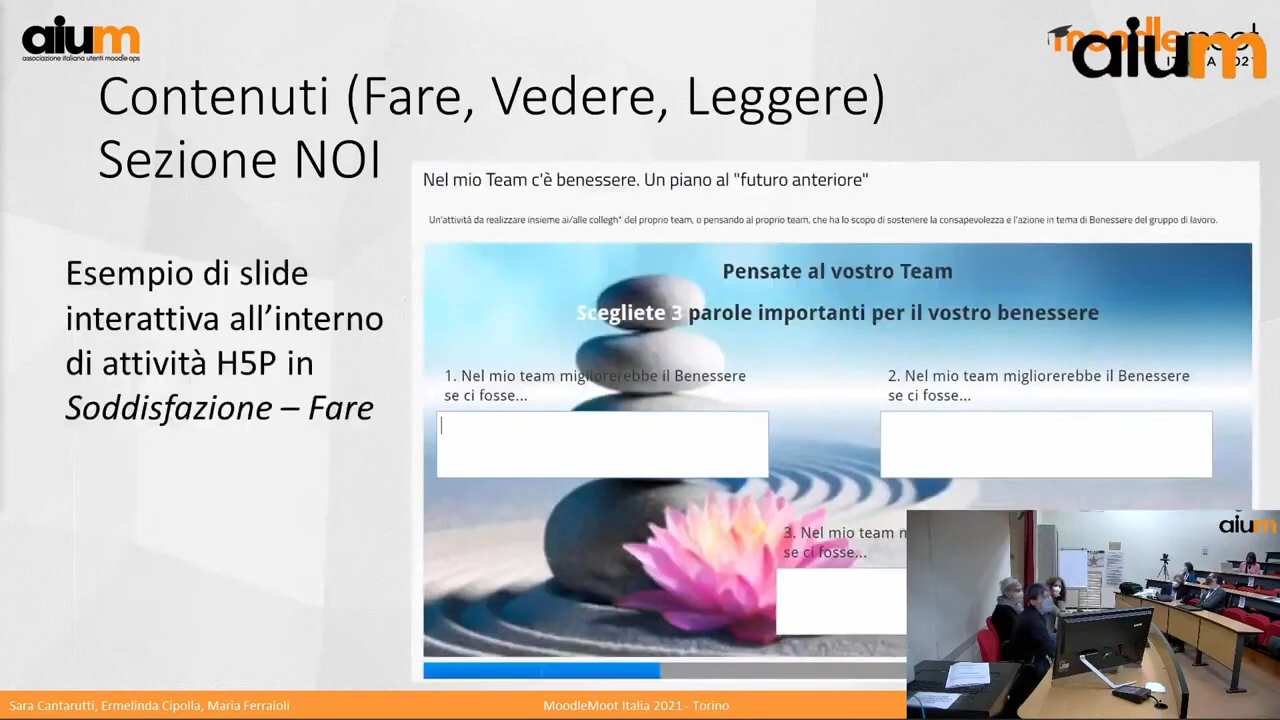 aium
associazione italiana utenti moodle aps
moodlemoot
aium
Contenuti (Fare, Vedere, Leggere)
Sezione NOI
Esempio di slide
interattiva all’interno
di attività H5P in
Soddisfazione – Fare
Nel mio Team c'è benessere. Un piano al "futuro anteriore"
Un'attività da realizzare insieme ai/alle collegh* del proprio team, o pensando al proprio team, che ha lo scopo di sostenere la consapevolezza e l'azione in tema di Benessere del gruppo di lavoro.
Pensate al vostro Team
Scegliete 3 parole importanti per il vostro benessere
1. Nel mio team migliorerebbe il Benessere
se ci fosse...
2. Nel mio team migliorerebbe il Benessere
se ci fosse...
3. Nel mio team
se ci fosse...
aium
Sara Cantarutti, Ermelinda Cipolla, Maria Ferraioli
MoodleMoot Italia 2021 - Torino